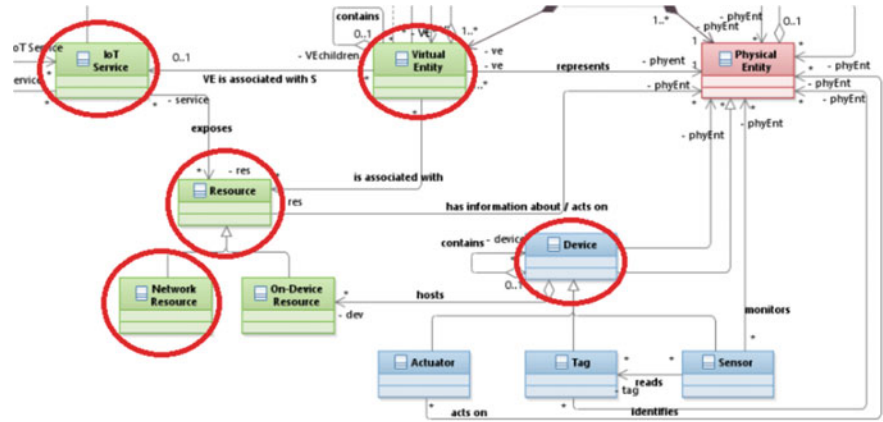 contains
0..1
1..*
1..*
- phyEnt
0..1
- phyEnt
IoT
Service
0..1
- VEchildren
Virtual
Entity
- ve
- ve
1
1
Physical
Entity
VE is associated with S
represents
- phyent
- service
- phyEnt
- phyEnt
- phyEnt
- phyEnt
- phyEnt
exposes
- res
is associated with
Resource
res
has information about / acts on
contains
- device
Device
0..1
Network
Resource
On-Device
Resource
hosts
- dev
monitors
Actuator
Tag
Sensor
reads
- tag
acts on
identifies